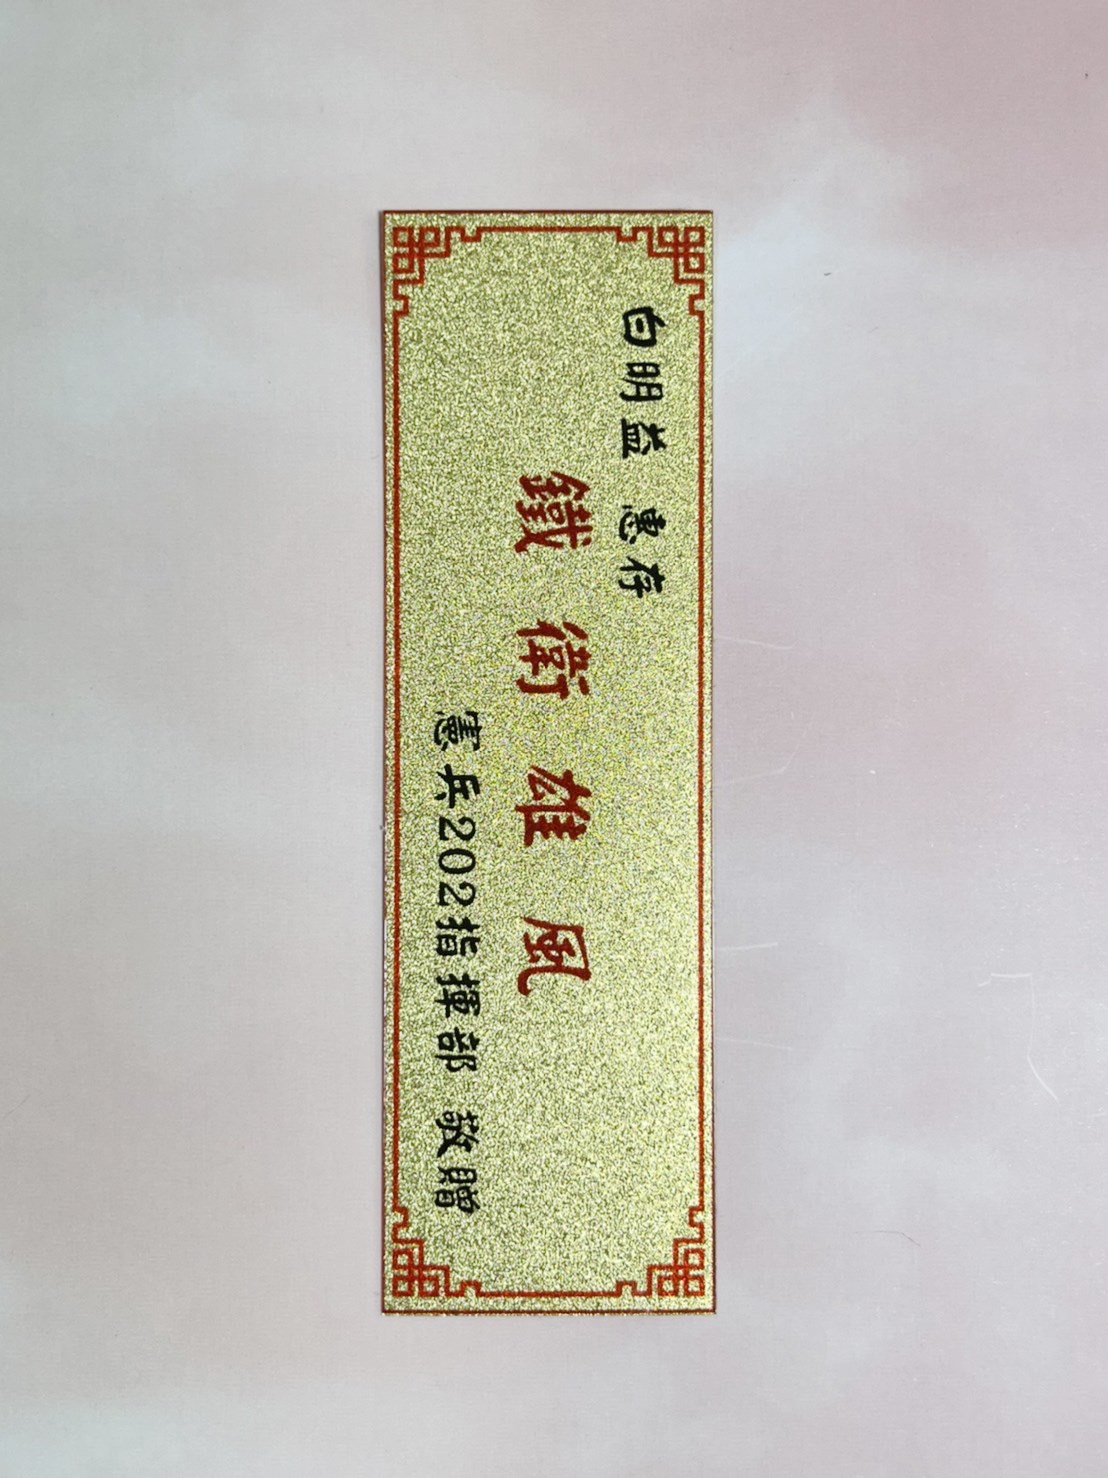 白明益 惠存
鐵衛雄風
憲兵202指揮部 敬贈